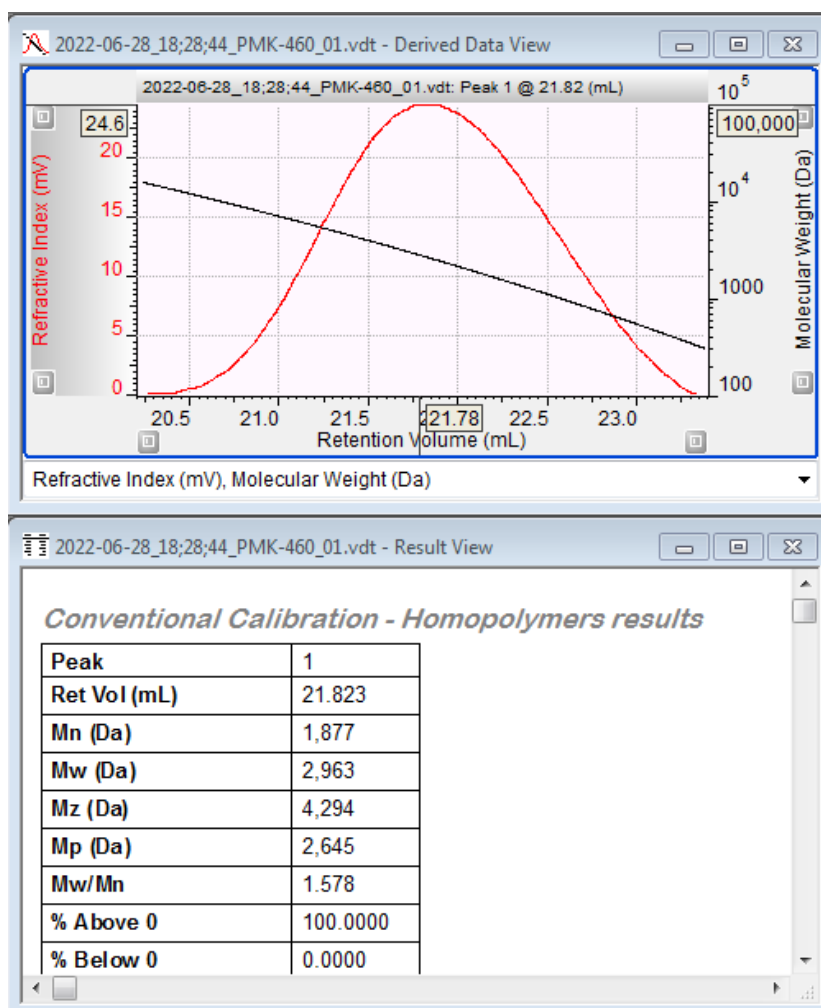 2022-06-28_18;28;44_PMK-460_01.vdt - Derived Data View
2022-06-28_18;28;44_PMK-460_01.vdt: Peak 1 @ 21.82 (mL)
24.6
20
15
10
5
0
Refractive Index (mV)
10^5
100,000
10^4
1000
100
Molecular Weight (Da)
20.5 21.0 21.5 21.78 22.5 23.0
Retention Volume (mL)
Refractive Index (mV), Molecular Weight (Da)
2022-06-28_18;28;44_PMK-460_01.vdt - Result View
Conventional Calibration - Homopolymers results
Peak 1
Ret Vol (mL) 21.823
Mn (Da) 1,877
Mw (Da) 2,963
Mz (Da) 4,294
Mp (Da) 2,645
Mw/Mn 1.578
% Above 0 100.0000
% Below 0 0.0000